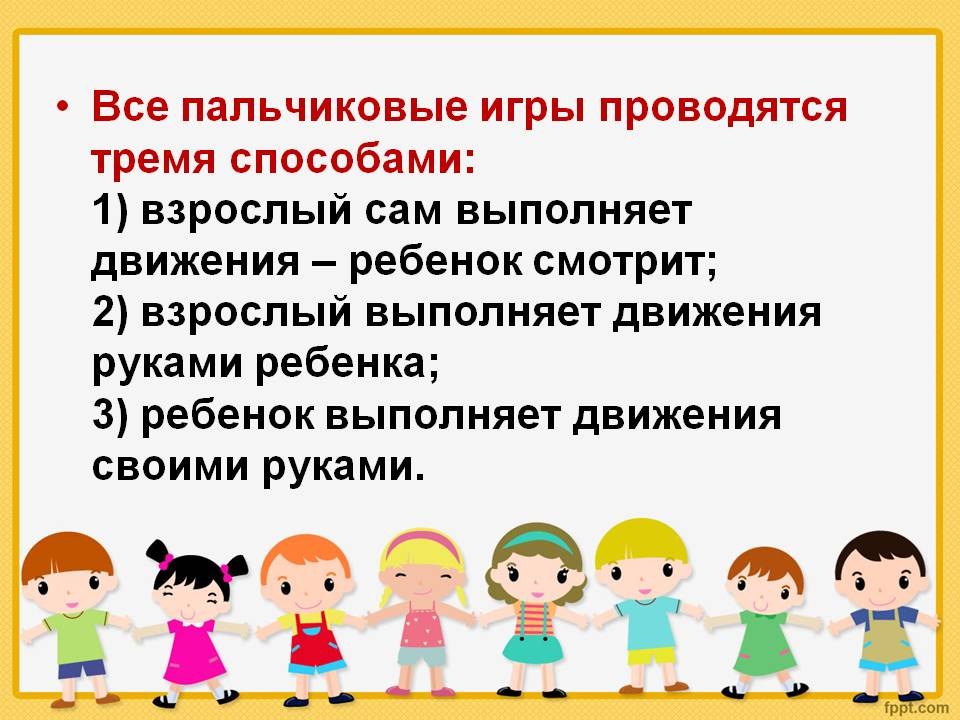 • Все пальчиковые игры проводятся
тремя способами:
1) взрослый сам выполняет
движения – ребенок смотрит;
2) взрослый выполняет движения
руками ребенка;
3) ребенок выполняет движения
своими руками.
fppt.com